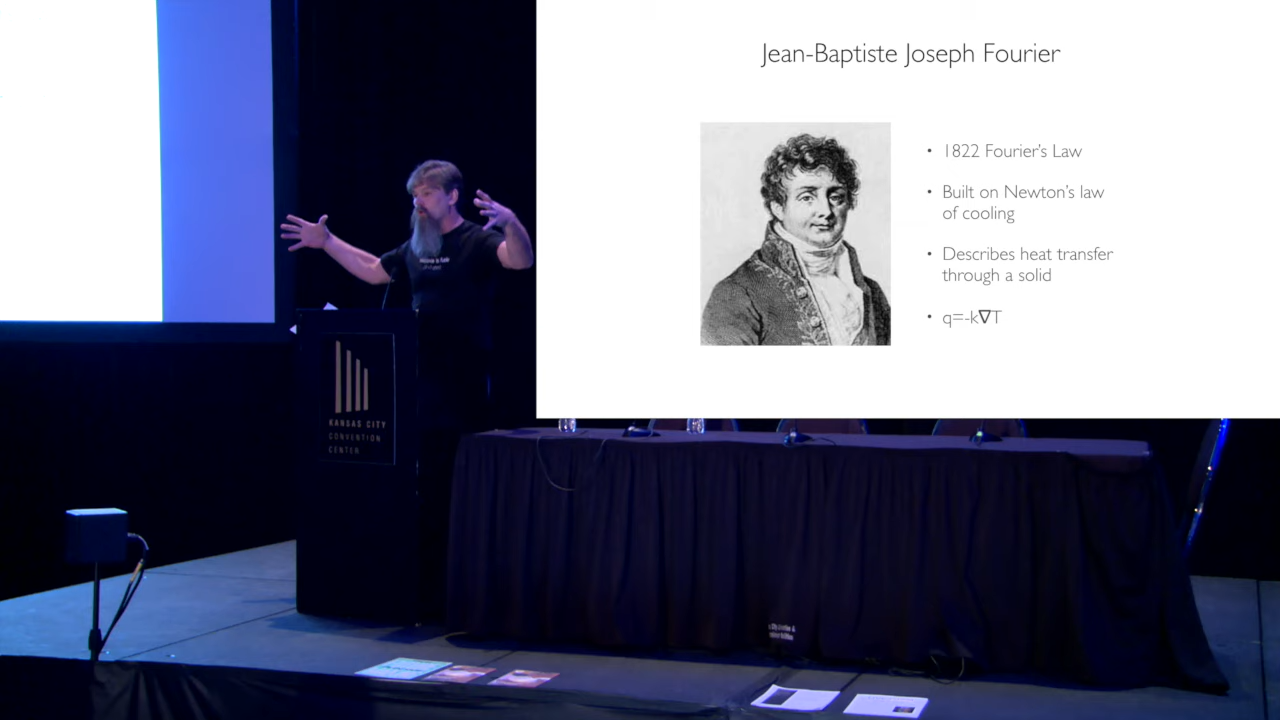 Jean-Baptiste Joseph Fourier
• 1822 Fourier's Law
• Built on Newton's law
of cooling
• Describes heat transfer
through a solid
• q=-k∇T
KANSAS CITY
CONVENTION
CENTER